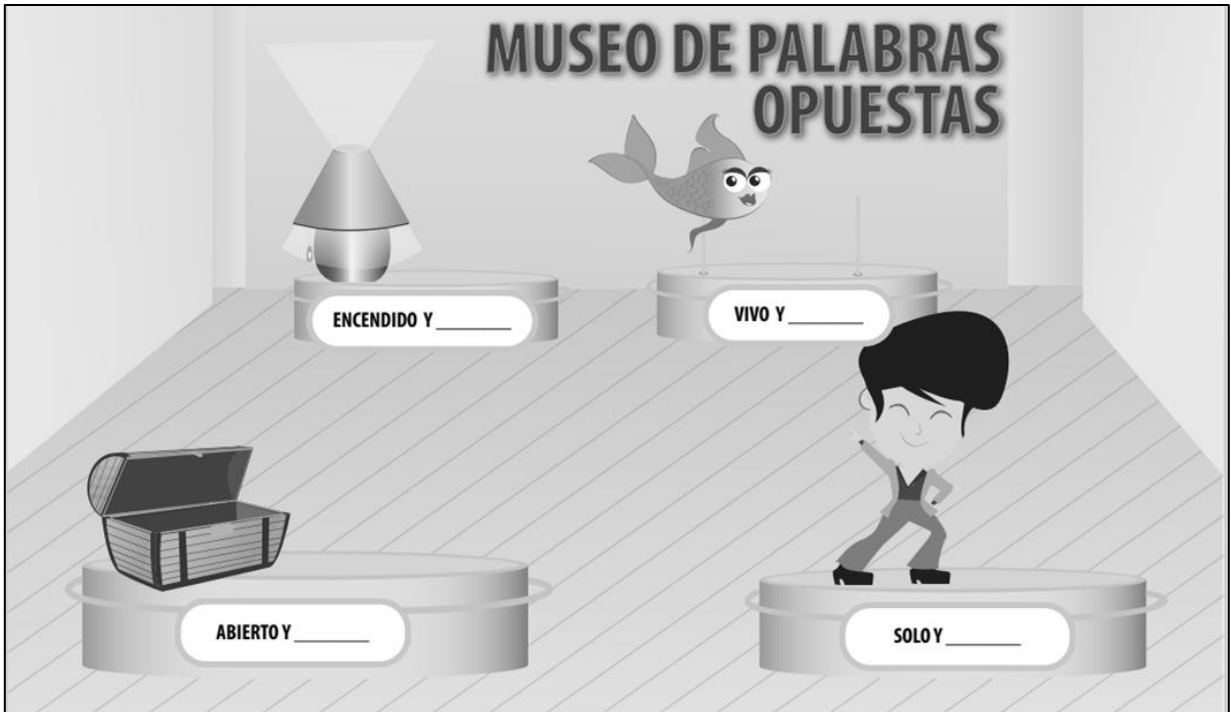 MUSEO DE PALABRAS
OPUESTAS
ENCENDIDO Y ________
VIVO Y ________
ABIERTO Y ________
SOLO Y ________